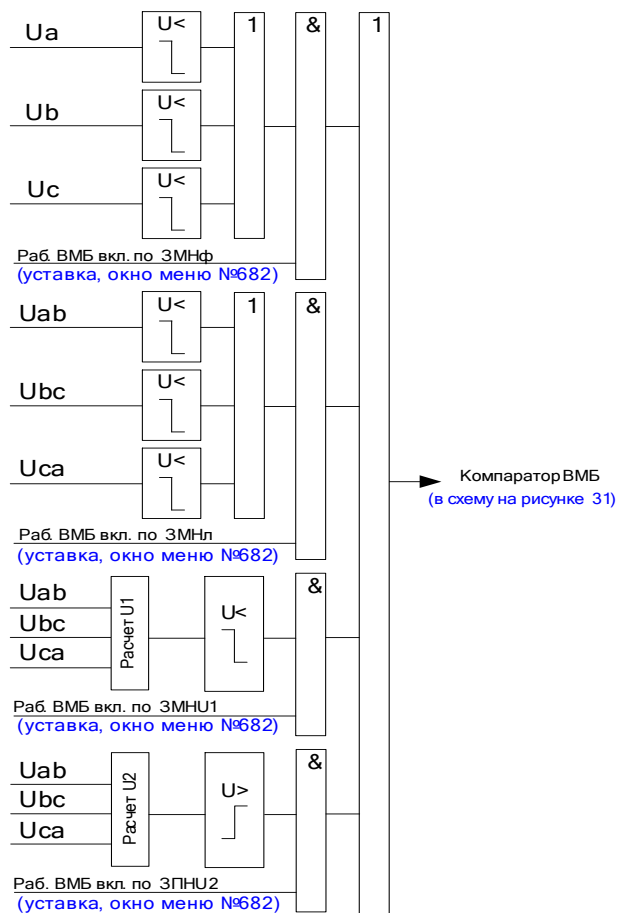 Ua
U<
1
&
1
Ub
U<
Uc
U<
Раб. ВМБ вкл. по ЗМНф
(уставка, окно меню №682)
Uab
U<
1
&
Ubc
U<
Uca
U<
Компаратор ВМБ
(в схему на рисунке 31)
Раб. ВМБ вкл. по ЗМНл
(уставка, окно меню №682)
Uab
Ubc
Uca
Расчет U1
U<
&
Раб. ВМБ вкл. по ЗМНU1
(уставка, окно меню №682)
Uab
Ubc
Uca
Расчет U2
U>
&
Раб. ВМБ вкл. по ЗПНU2
(уставка, окно меню №682)